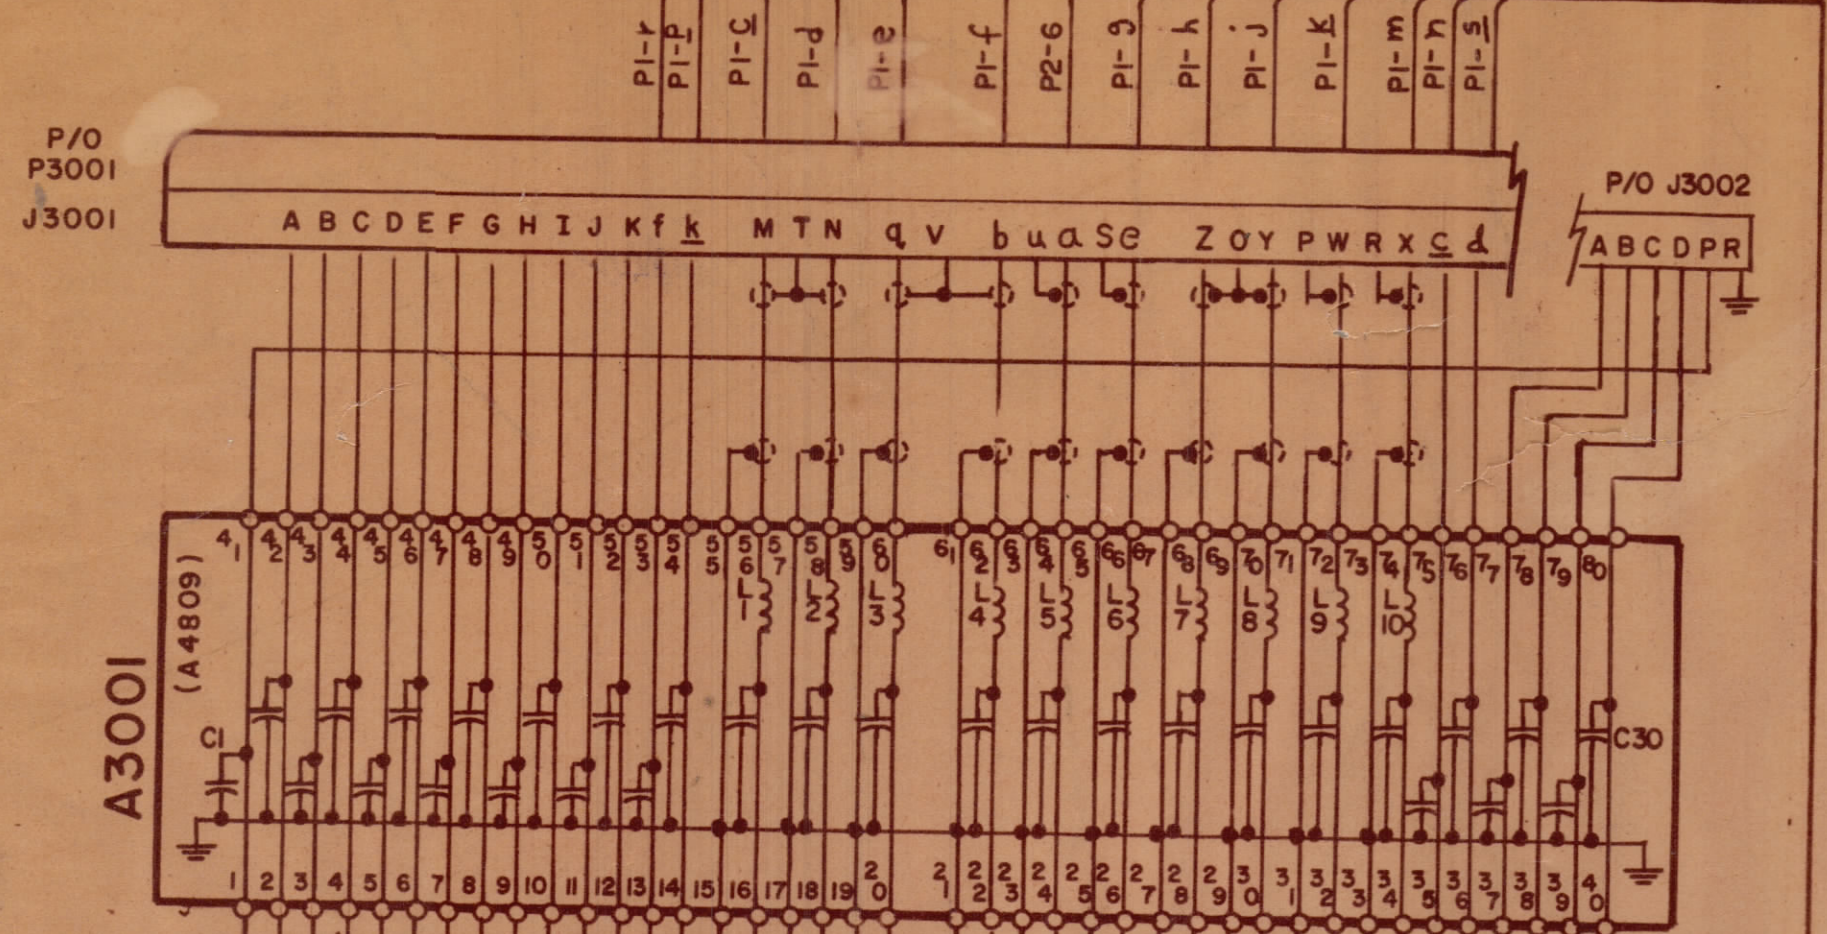 P1-r P1-p P1-c P1-d P1-e P1-f P2-6 P1-g P1-h P1-j P1-k P1-m P1-n P1-s
P/O
P3001
J3001
A B C D E F G H I J K f k M T N q V b u a S e Z O Y P W R X c d
P/O J3002
A B C D P R
41 42 43 44 45 46 47 48 49 50 51 52 53 54 55 56 57 58 59 60 61 62 63 64 65 66 67 68 69 70 71 72 73 74 75 76 77 78 79 80
(A4809)
L1 L2 L3 L4 L5 L6 L7 L8 L9 L10
A3001
C1
C30
1 2 3 4 5 6 7 8 9 10 11 12 13 14 15 16 17 18 19 20 21 22 23 24 25 26 27 28 29 30 31 32 33 34 35 36 37 38 39 40